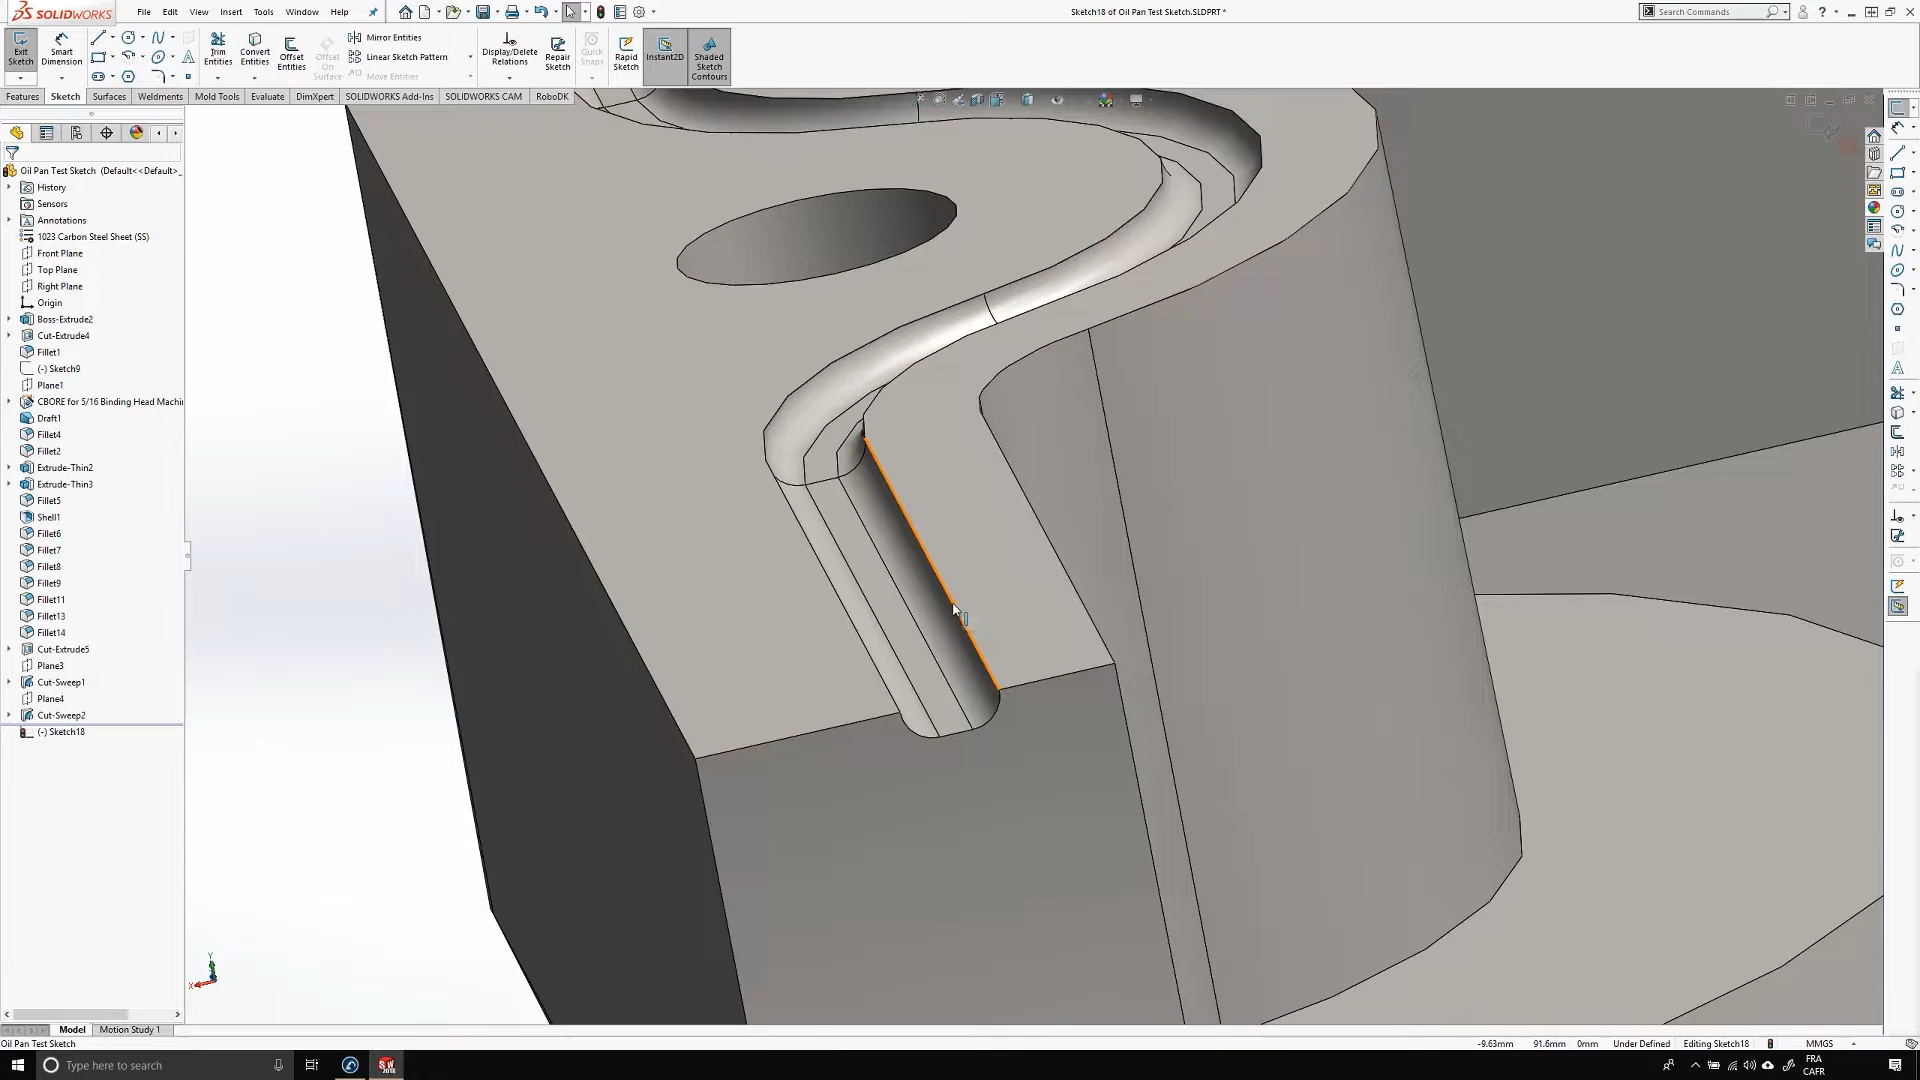 SOLIDWORKS
File
Edit
View
Insert
Tools
Window
Help
Sketch18 of Oil Pan Test Sketch.SLDPRT *
Search Commands
Exit Sketch
Smart Dimension
Trim Entities
Convert Entities
Offset Entities
Offset On Surface
Mirror Entities
Linear Sketch Pattern
Move Entities
Display/Delete Relations
Repair Sketch
Quick Snaps
Rapid Sketch
Instant2D
Shaded Sketch Contours
Features
Sketch
Surfaces
Weldments
Mold Tools
Evaluate
DimXpert
SOLIDWORKS Add-Ins
SOLIDWORKS CAM
RoboDK
Oil Pan Test Sketch (Default<<Default>_
History
Sensors
Annotations
1023 Carbon Steel Sheet (SS)
Front Plane
Top Plane
Right Plane
Origin
Boss-Extrude2
Cut-Extrude4
Fillet1
(-) Sketch9
Plane1
CBORE for 5/16 Binding Head Machi
Draft1
Fillet4
Fillet2
Extrude-Thin2
Extrude-Thin3
Fillet5
Shell1
Fillet6
Fillet7
Fillet8
Fillet9
Fillet11
Fillet13
Fillet14
Cut-Extrude5
Plane3
Cut-Sweep1
Plane4
Cut-Sweep2
(-) Sketch18
Y
X
Model
Motion Study 1
Oil Pan Test Sketch
-9.63mm
91.6mm
0mm
Under Defined
Editing Sketch18
MMGS
Type here to search
SW
2018
FRA
CAFR